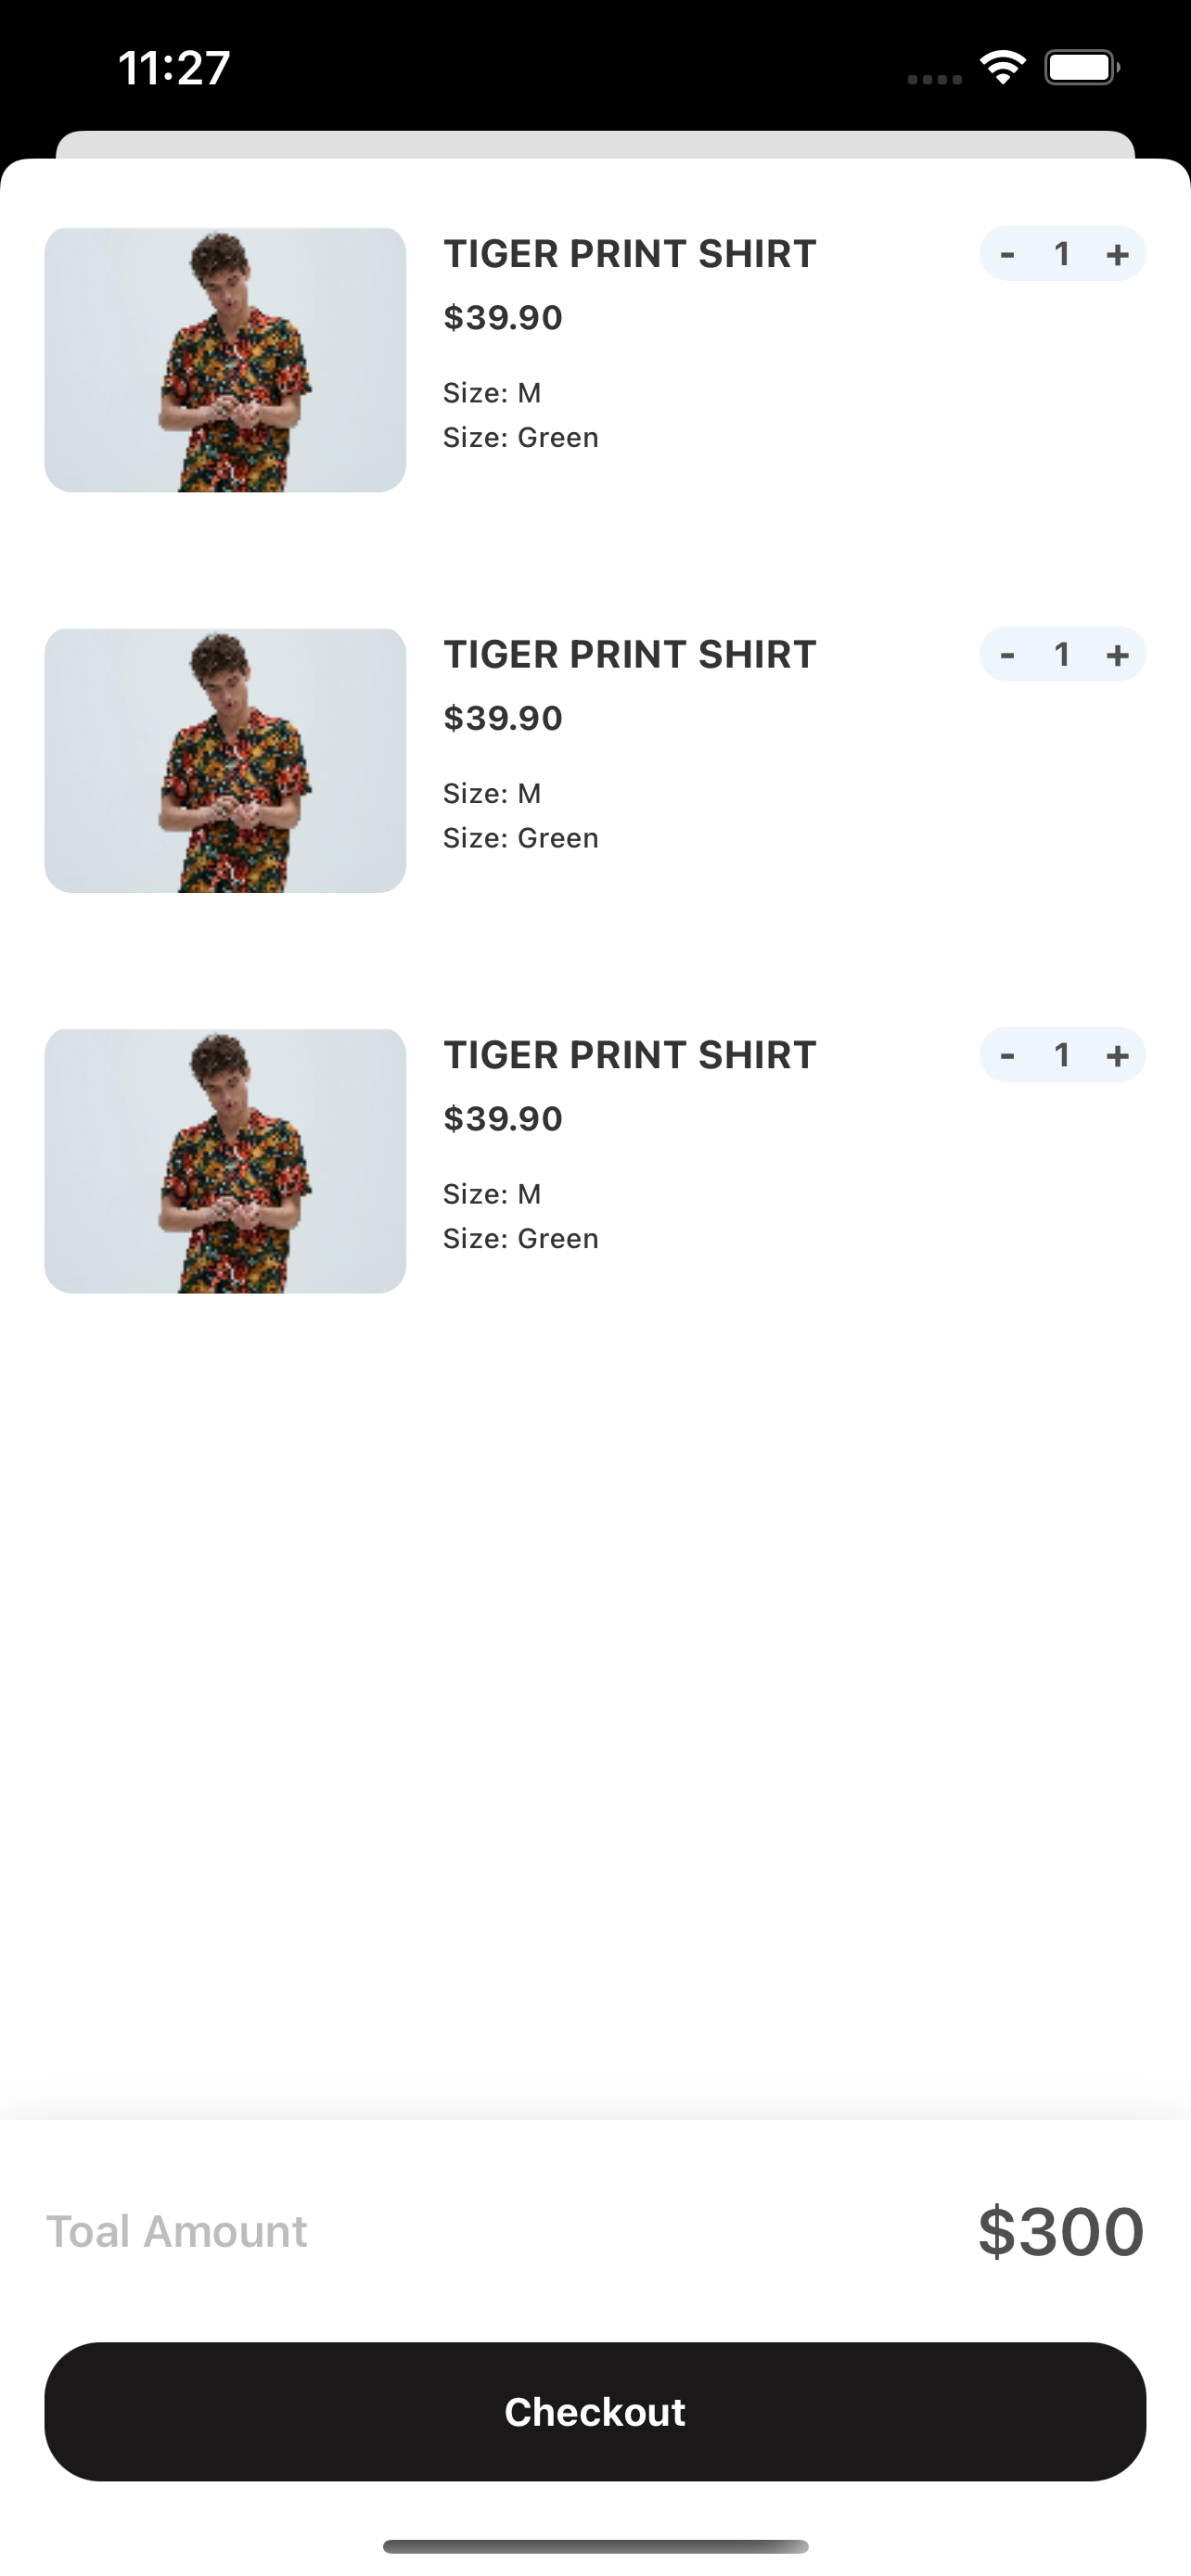 11:27
TIGER PRINT SHIRT
- 1 +
$39.90
Size: M
Size: Green
TIGER PRINT SHIRT
- 1 +
$39.90
Size: M
Size: Green
TIGER PRINT SHIRT
- 1 +
$39.90
Size: M
Size: Green
Toal Amount
$300
Checkout